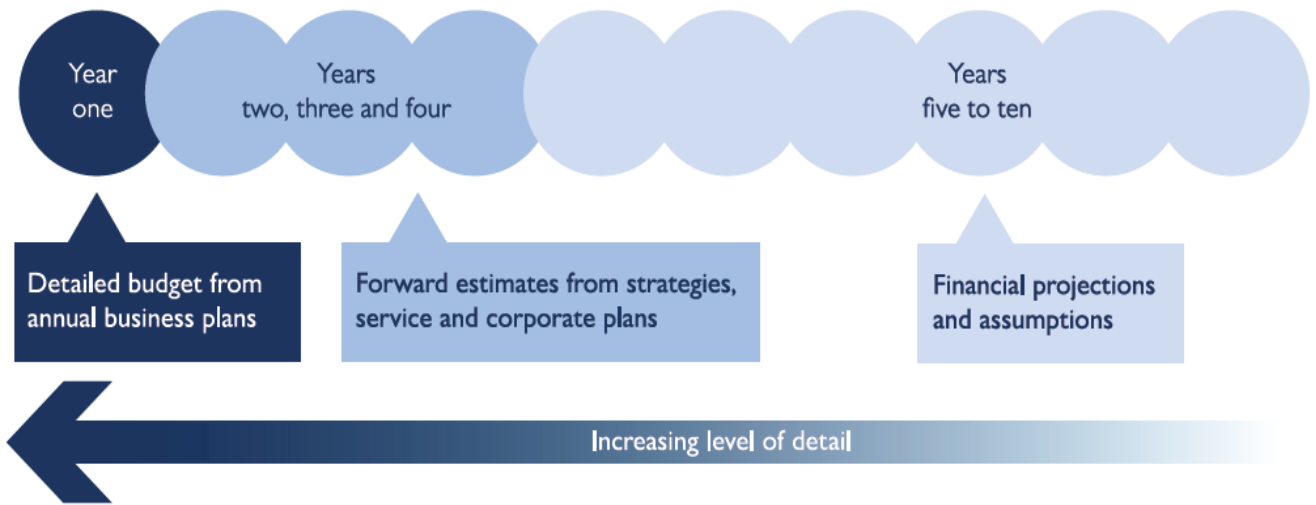 Year
one
Years
two, three and four
Years
five to ten
Detailed budget from
annual business plans
Forward estimates from strategies,
service and corporate plans
Financial projections
and assumptions
Increasing level of detail